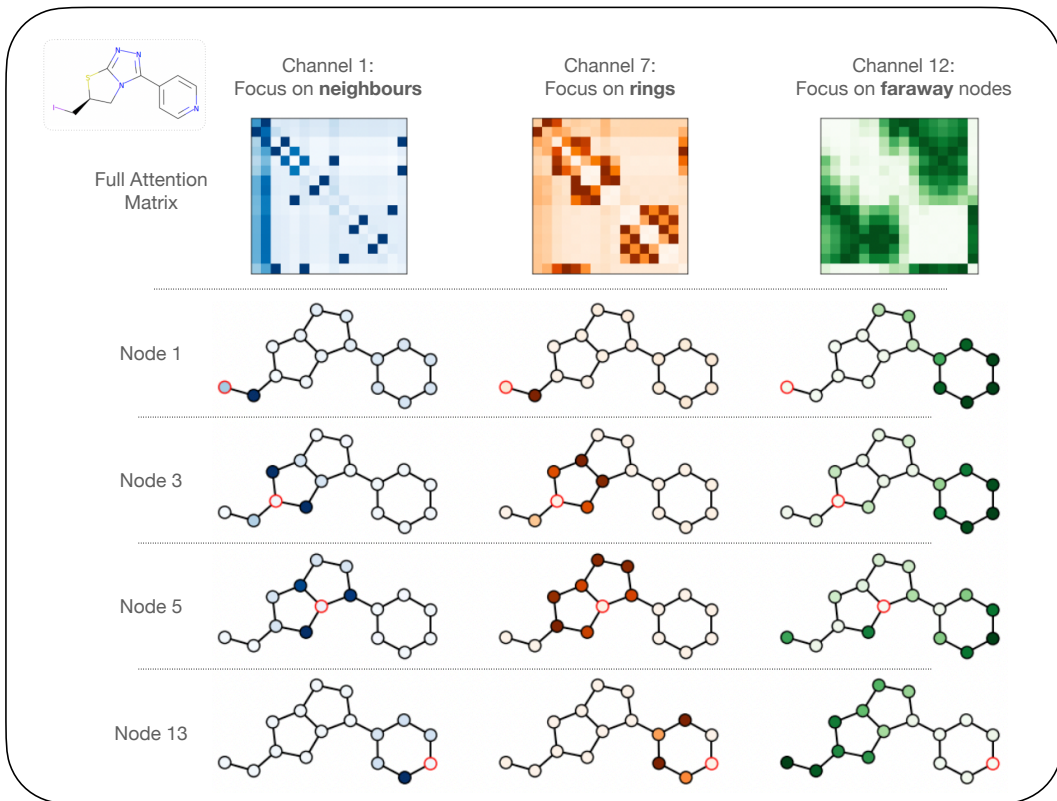 N
N
S
N
I
N
Channel 1:
Focus on neighbours
Channel 7:
Focus on rings
Channel 12:
Focus on faraway nodes
Full Attention
Matrix
Node 1
Node 3
Node 5
Node 13